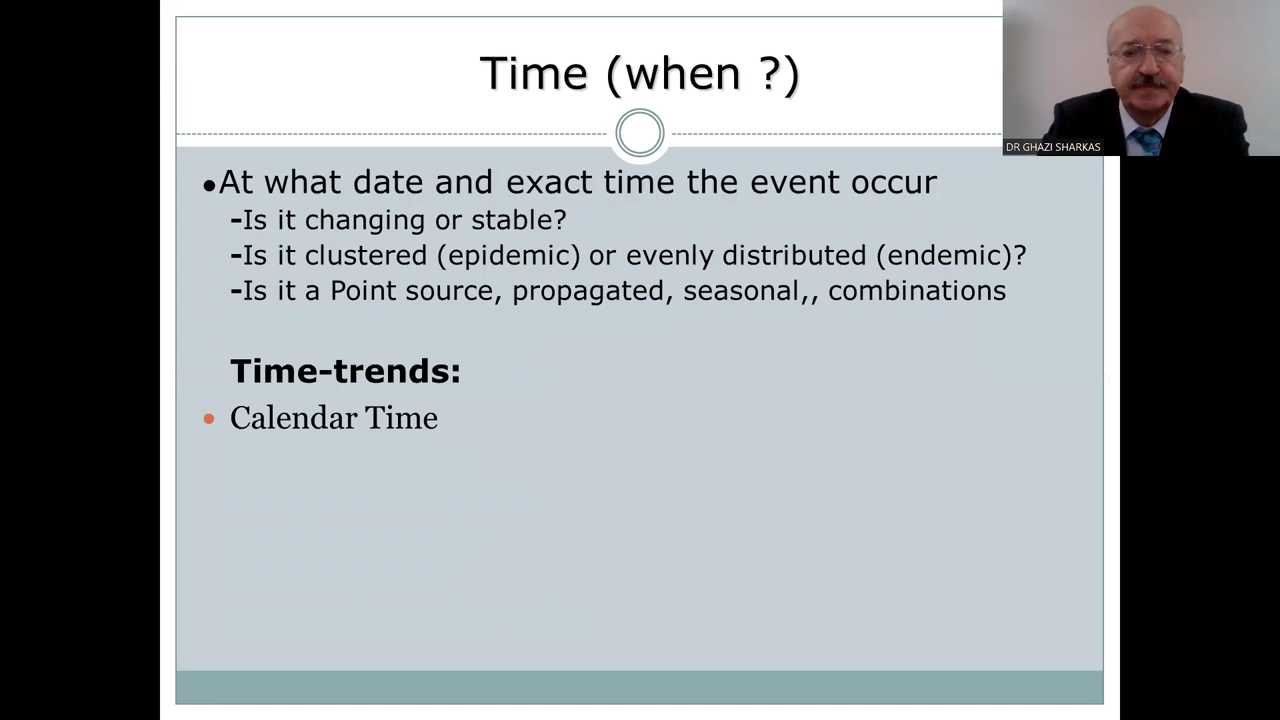 Time (when ?)
DR GHAZI SHARKAS
•At what date and exact time the event occur
-Is it changing or stable?
-Is it clustered (epidemic) or evenly distributed (endemic)?
-Is it a Point source, propagated, seasonal,, combinations
Time-trends:
• Calendar Time